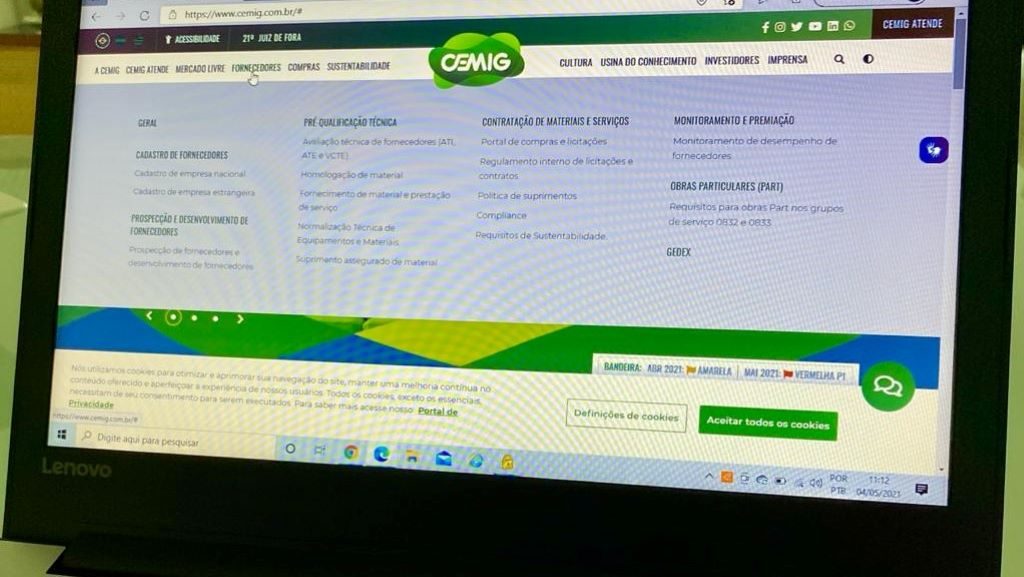 https://www.cemig.com.br/#
ACESSIBILIDADE
21º JUIZ DE FORA
CEMIG ATENDE
A CEMIG CEMIG ATENDE MERCADO LIVRE FORNECEDORES COMPRAS SUSTENTABILIDADE
CEMIG
CULTURA USINA DO CONHECIMENTO INVESTIDORES IMPRENSA
GERAL
CADASTRO DE FORNECEDORES
Cadastro de empresa nacional
Cadastro de empresa estrangeira
PROSPECÇÃO E DESENVOLVIMENTO DE
FORNECEDORES
Prospecção de fornecedores e
desenvolvimento de fornecedores
PRÉ-QUALIFICAÇÃO TÉCNICA
Avaliação técnica de fornecedores (ATI,
ATE e VCTE)
Homologação de material
Fornecimento de material e prestação
de serviço
Normalização Técnica de
Equipamentos e Materiais
Suprimento assegurado de material
CONTRATAÇÃO DE MATERIAIS E SERVIÇOS
Portal de compras e licitações
Regulamento interno de licitações e
contratos
Política de suprimentos
Compliance
Requisitos de Sustentabilidade.
MONITORAMENTO E PREMIAÇÃO
Monitoramento de desempenho de
fornecedores
OBRAS PARTICULARES (PART)
Requisitos para obras Part nos grupos
de serviço 0832 e 0833
GEDEX
BANDEIRA: ABR 2021: AMARELA | MAI 2021: VERMELHA P1
Nós utilizamos cookies para otimizar e aprimorar sua navegação do site, manter uma melhoria contínua no
conteúdo oferecido e aperfeiçoar a experiência de nossos usuários. Todos os cookies, exceto os essenciais,
necessitam de seu consentimento para serem executados. Para saber mais acesse nosso Portal de
Privacidade
Definições de cookies
Aceitar todos os cookies
https://www.cemig.com.br/#
Digite aqui para pesquisar
POR
PTB
11:12
04/05/2021
Lenovo